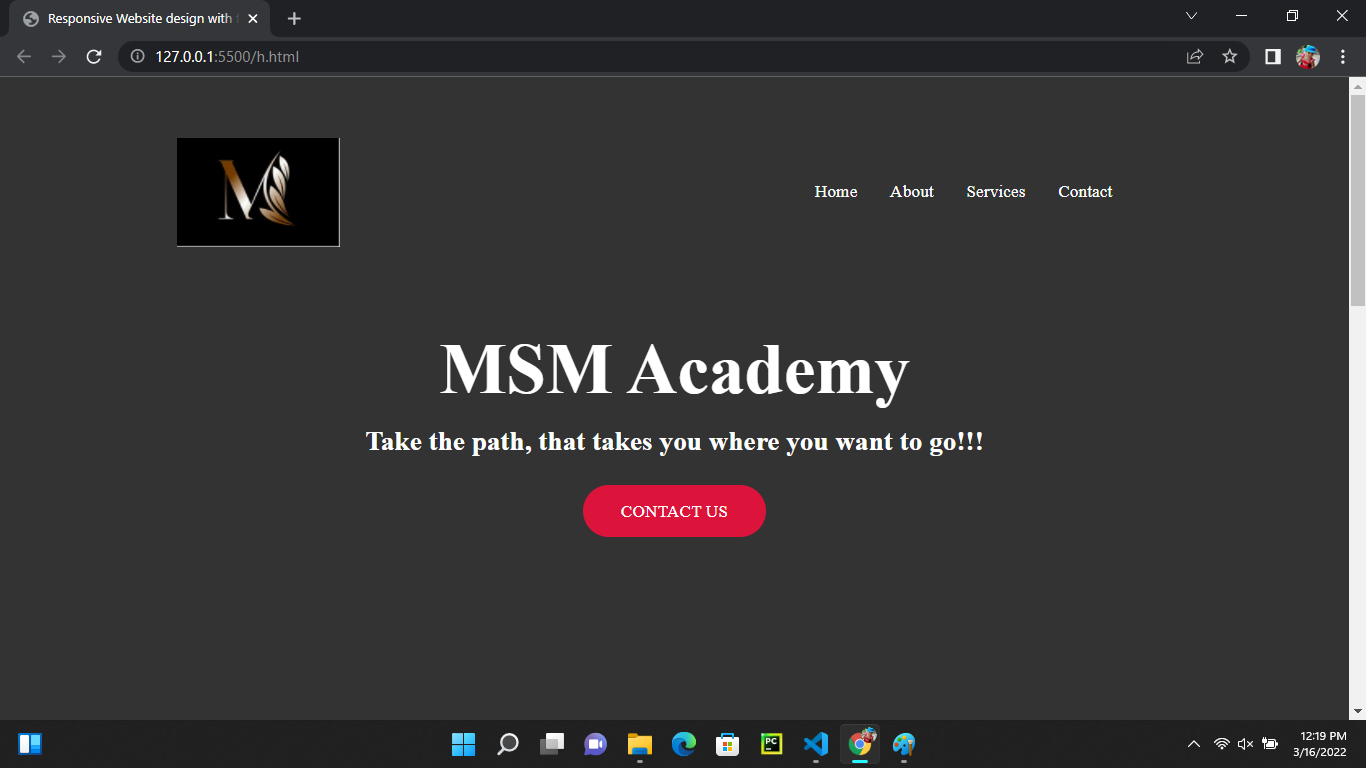 Responsive Website design with
127.0.0.1:5500/h.html
M
Home About Services Contact
MSM Academy
Take the path, that takes you where you want to go!!!
CONTACT US
PC
12:19 PM
3/16/2022